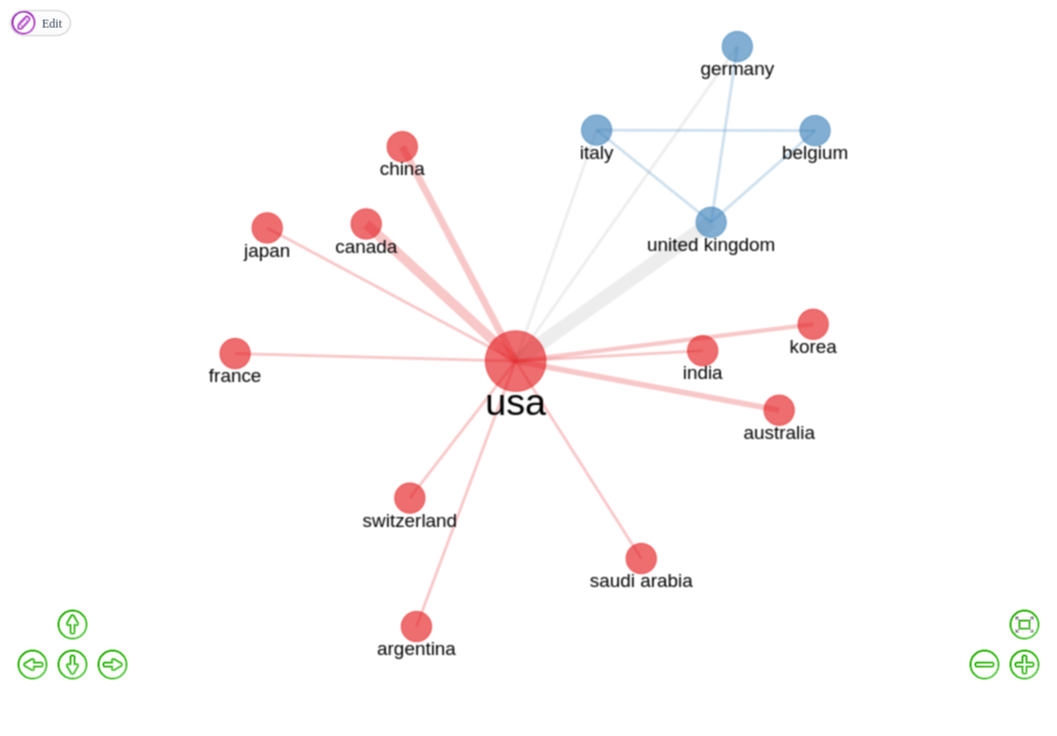 Edit
germany
italy
belgium
china
japan
canada
united kingdom
korea
france
india
usa
australia
switzerland
saudi arabia
argentina